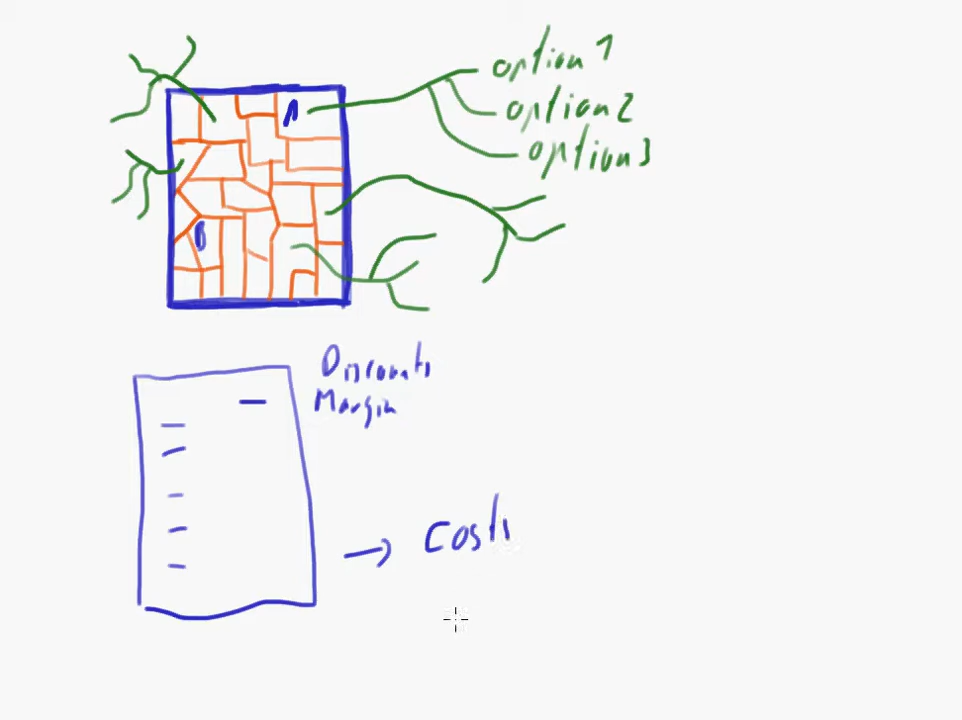 option 1
A
option 2
option 3
B
Discounts
Margin
→ Costs